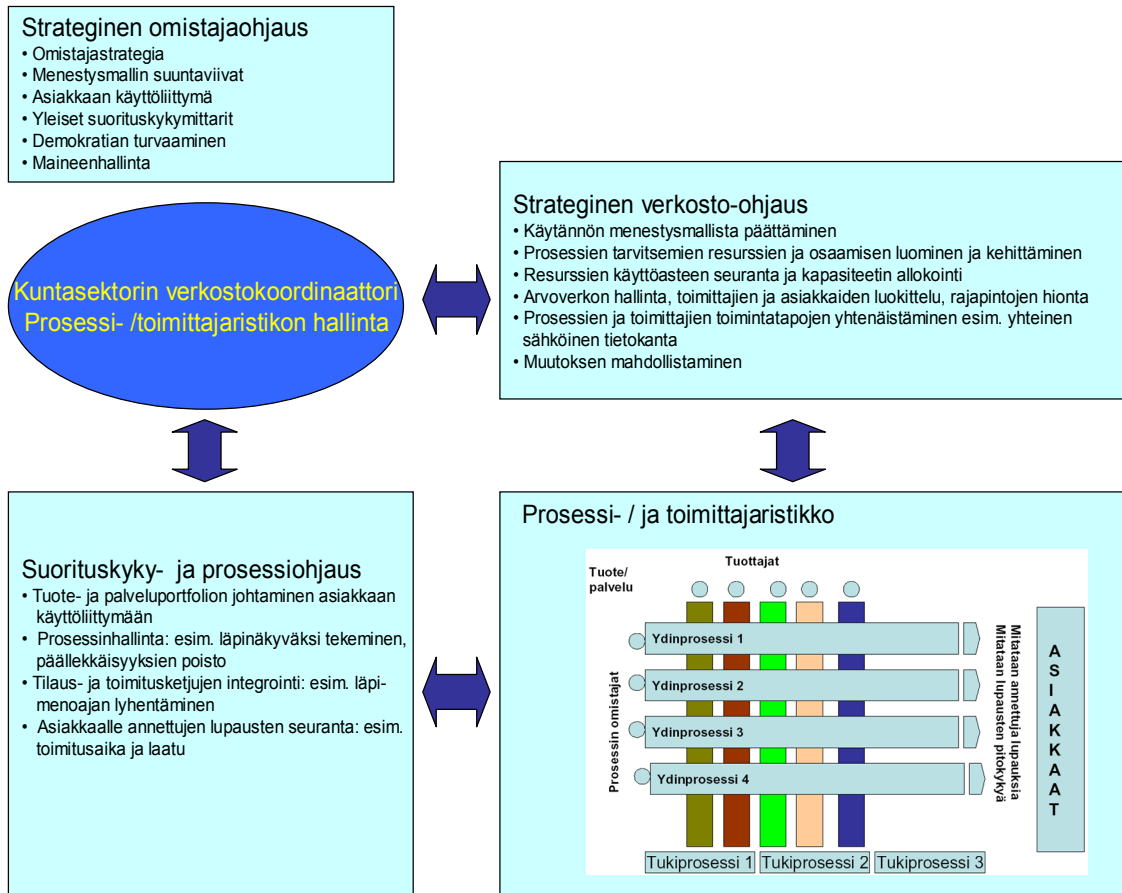 Strateginen omistajaohjaus
• Omistajastrategia
• Menestysmallin suuntaviivat
• Asiakkaan käyttöliittymä
• Yleiset suorituskykymittarit
• Demokratian turvaaminen
• Maineenhallinta
Kuntasektorin verkostokoordinaattori
Prosessi- /toimittajaristikon hallinta
Strateginen verkosto-ohjaus
• Käytännön menestysmallista päättäminen
• Prosessien tarvitsemien resurssien ja osaamisen luominen ja kehittäminen
• Resurssien käyttöasteen seuranta ja kapasiteetin allokointi
• Arvoverkon hallinta, toimittajien ja asiakkaiden luokittelu, rajapintojen hionta
• Prosessien ja toimittajien toimintatapojen yhtenäistäminen esim. yhteinen
sähköinen tietokanta
• Muutoksen mahdollistaminen
Suorituskyky- ja prosessiohjaus
• Tuote- ja palveluportfolion johtaminen asiakkaan
käyttöliittymään
• Prosessinhallinta: esim. läpinäkyväksi tekeminen,
päällekkäisyyksien poisto
• Tilaus- ja toimitusketjujen integrointi: esim. läpi-
menoajan lyhentäminen
• Asiakkaalle annettujen lupausten seuranta: esim.
toimitusaika ja laatu
Prosessi- / ja toimittajaristikko
Tuottajat
Tuote/
palvelu
Prosessin omistajat
Ydinprosessi 1
Ydinprosessi 2
Ydinprosessi 3
Ydinprosessi 4
Mitataan annettuja lupauksia
Mitataan lupausten pitokykyä
ASIAKKAAT
Tukiprosessi 1
Tukiprosessi 2
Tukiprosessi 3